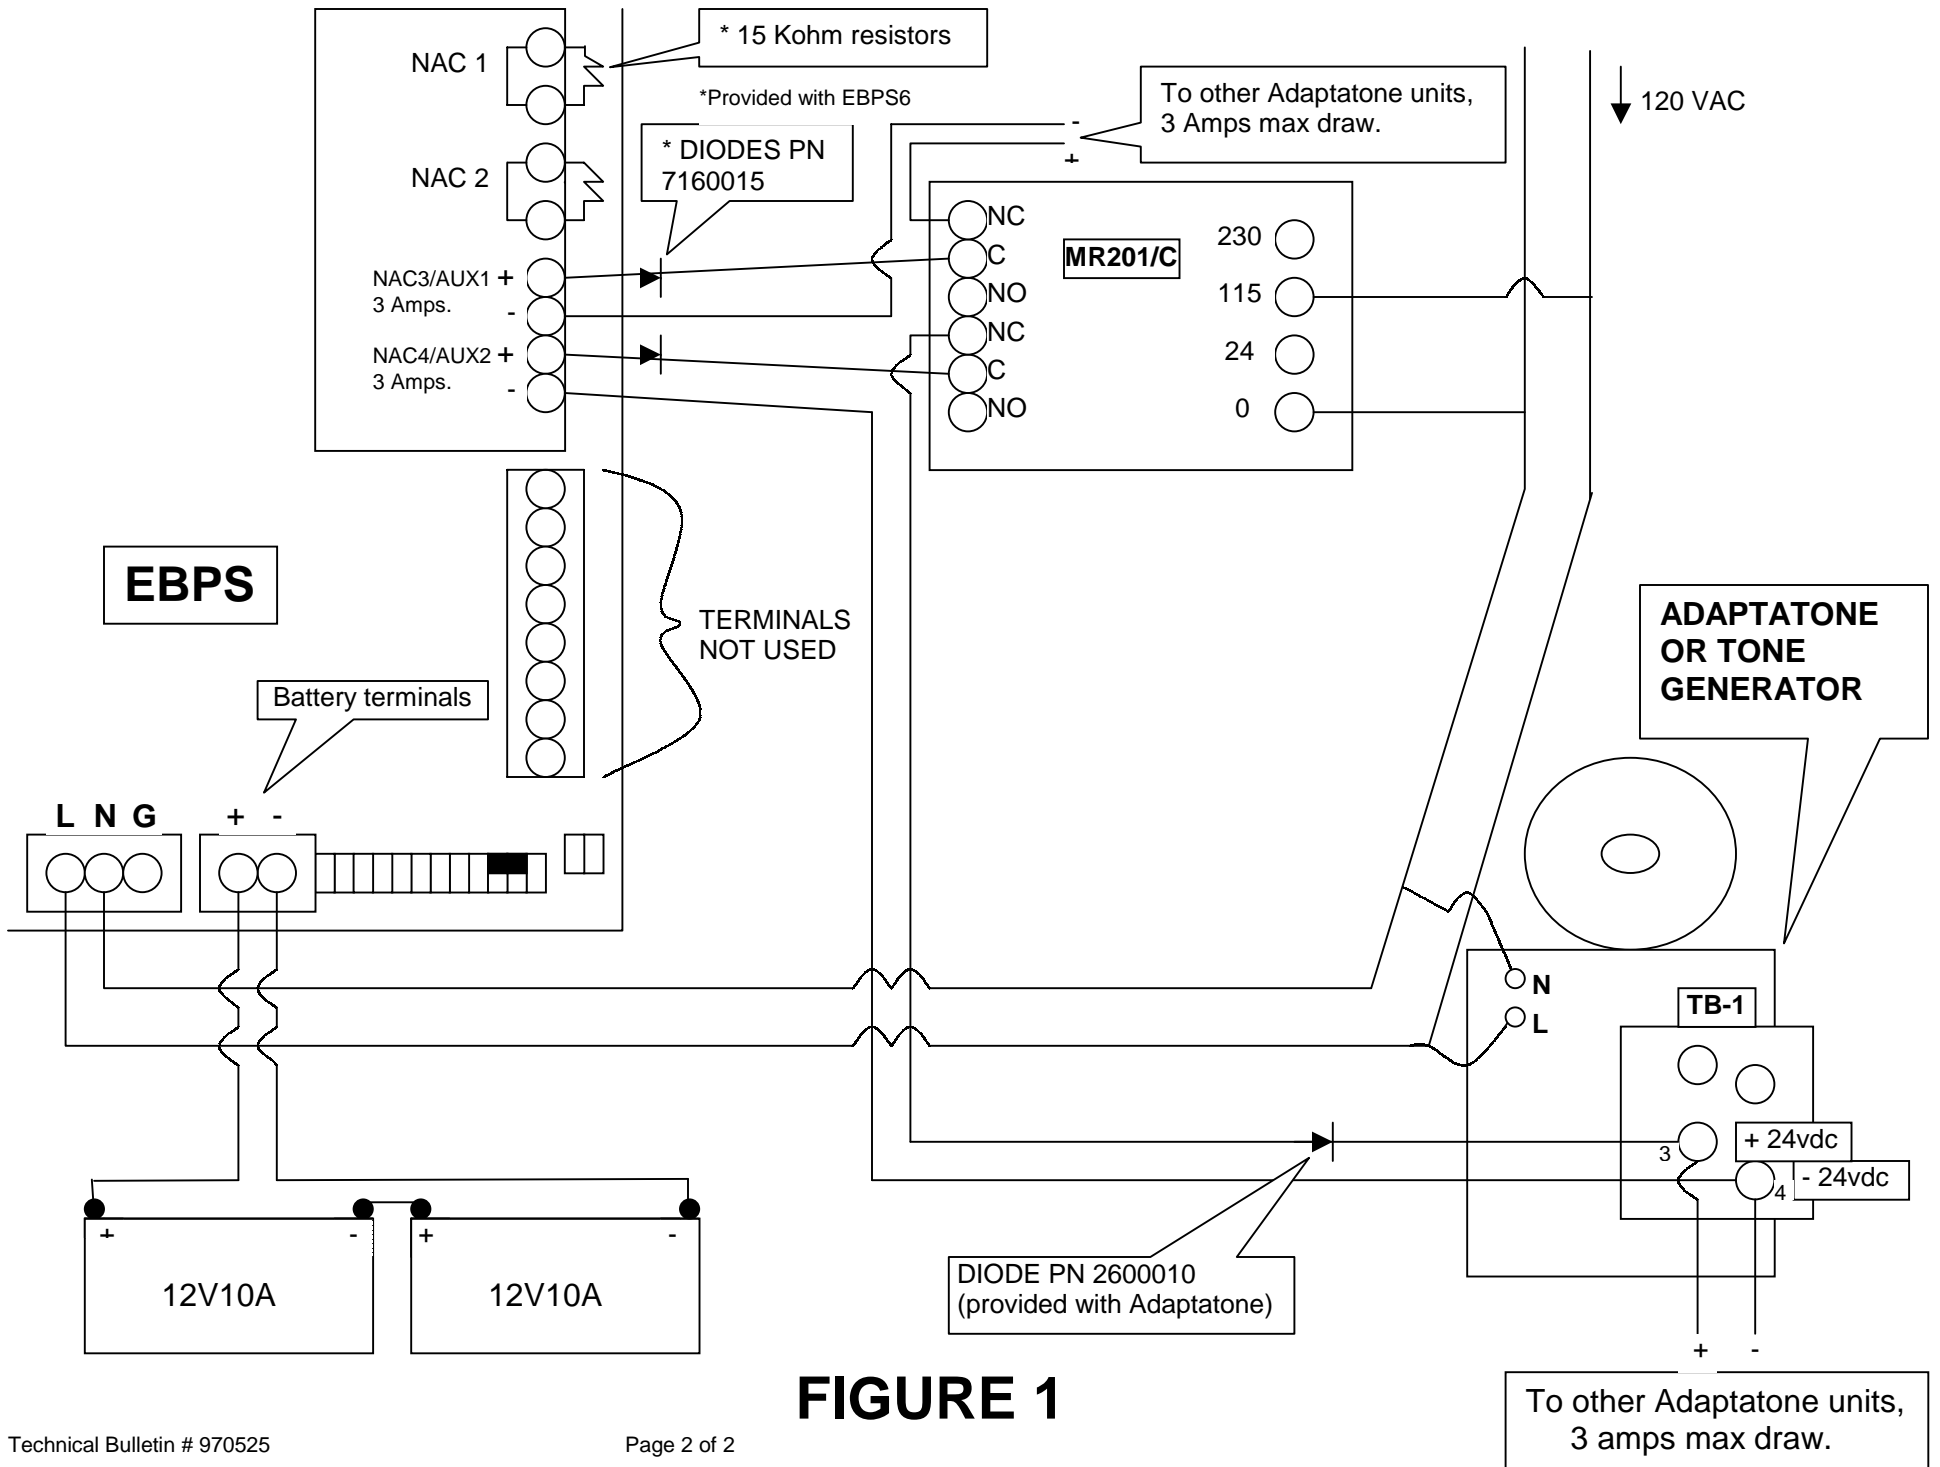 * 15 Kohm resistors
NAC 1
*Provided with EBPS6
To other Adaptatone units,
3 Amps max draw.
120 VAC
-
+
* DIODES PN
7160015
NAC 2
NC
C
NO
NC
C
NO
MR201/C
230
115
24
0
NAC3/AUX1 +
3 Amps.
-
NAC4/AUX2 +
3 Amps.
-
EBPS
TERMINALS
NOT USED
Battery terminals
L N G
+ -
ADAPTATONE
OR TONE
GENERATOR
N
L
TB-1
3
+ 24vdc
4
- 24vdc
+ -
12V10A
+ -
12V10A
DIODE PN 2600010
(provided with Adaptatone)
+ -
To other Adaptatone units,
3 amps max draw.
FIGURE 1
Technical Bulletin # 970525
Page 2 of 2